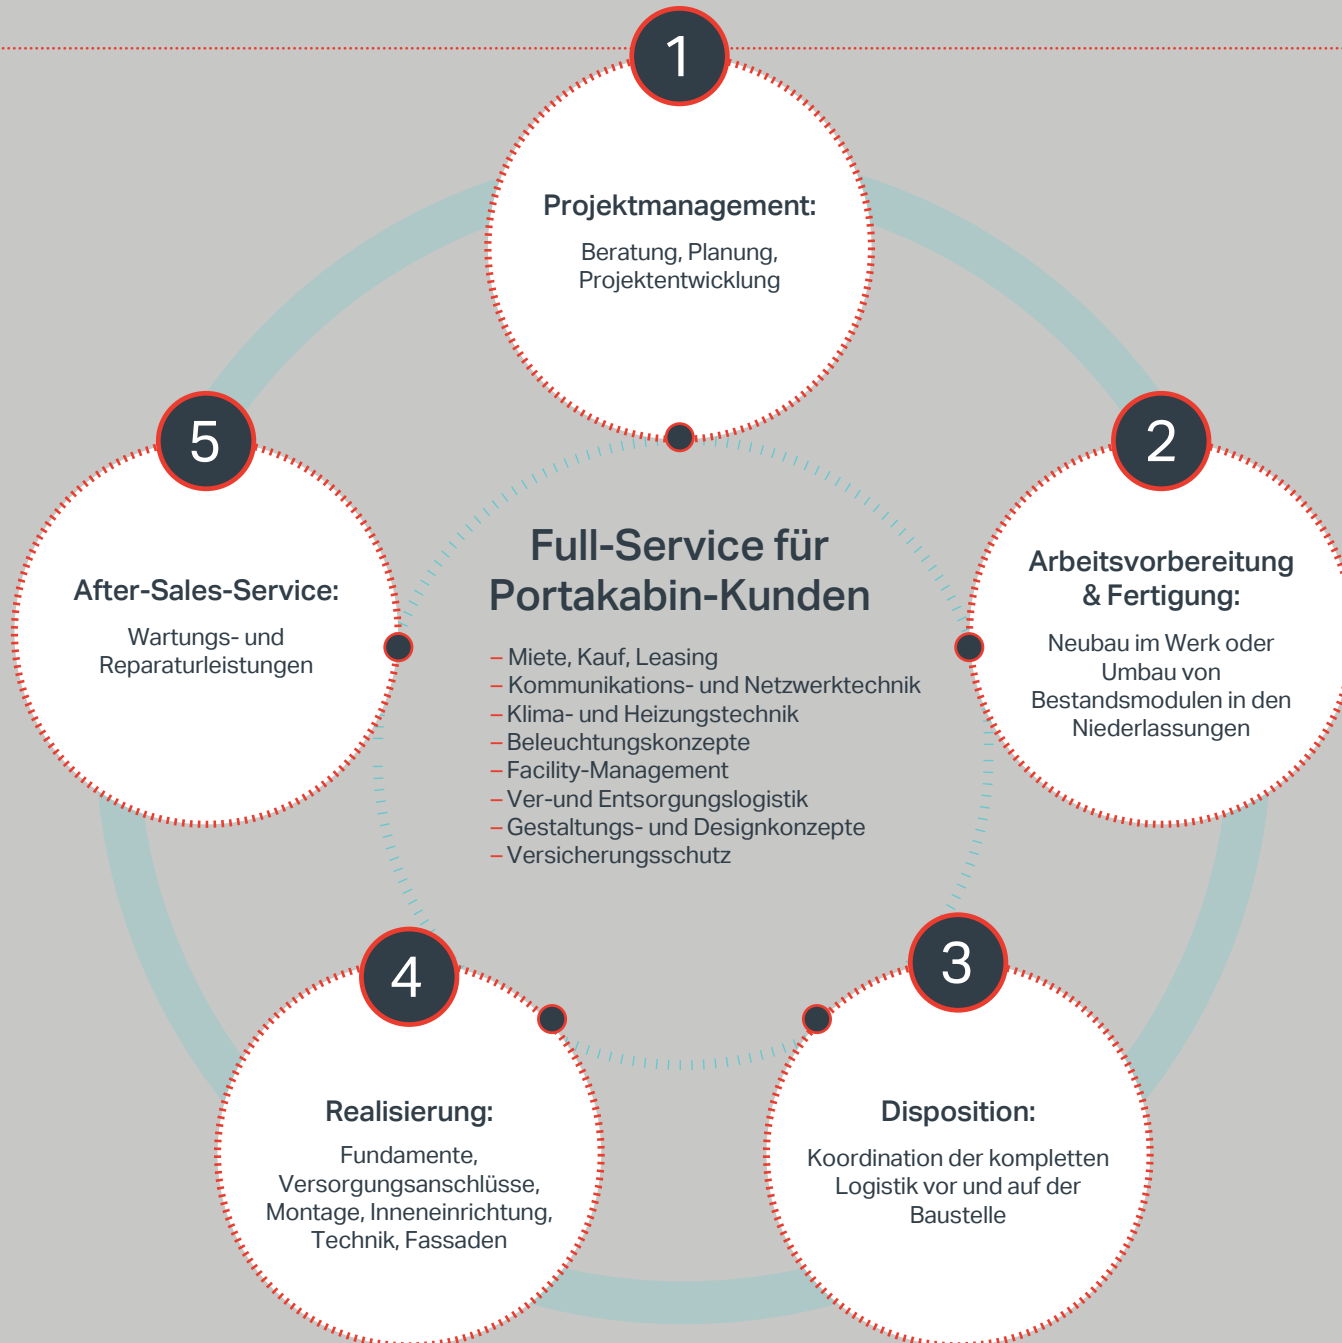 1
Projektmanagement:
Beratung, Planung,
Projektentwicklung
2
Arbeitsvorbereitung
& Fertigung:
Neubau im Werk oder
Umbau von
Bestandsmodulen in den
Niederlassungen
3
Disposition:
Koordination der kompletten
Logistik vor und auf der
Baustelle
4
Realisierung:
Fundamente,
Versorgungsanschlüsse,
Montage, Inneneinrichtung,
Technik, Fassaden
5
After-Sales-Service:
Wartungs- und
Reparaturleistungen
Full-Service für
Portakabin-Kunden
– Miete, Kauf, Leasing
– Kommunikations- und Netzwerktechnik
– Klima- und Heizungstechnik
– Beleuchtungskonzepte
– Facility-Management
– Ver-und Entsorgungslogistik
– Gestaltungs- und Designkonzepte
– Versicherungsschutz